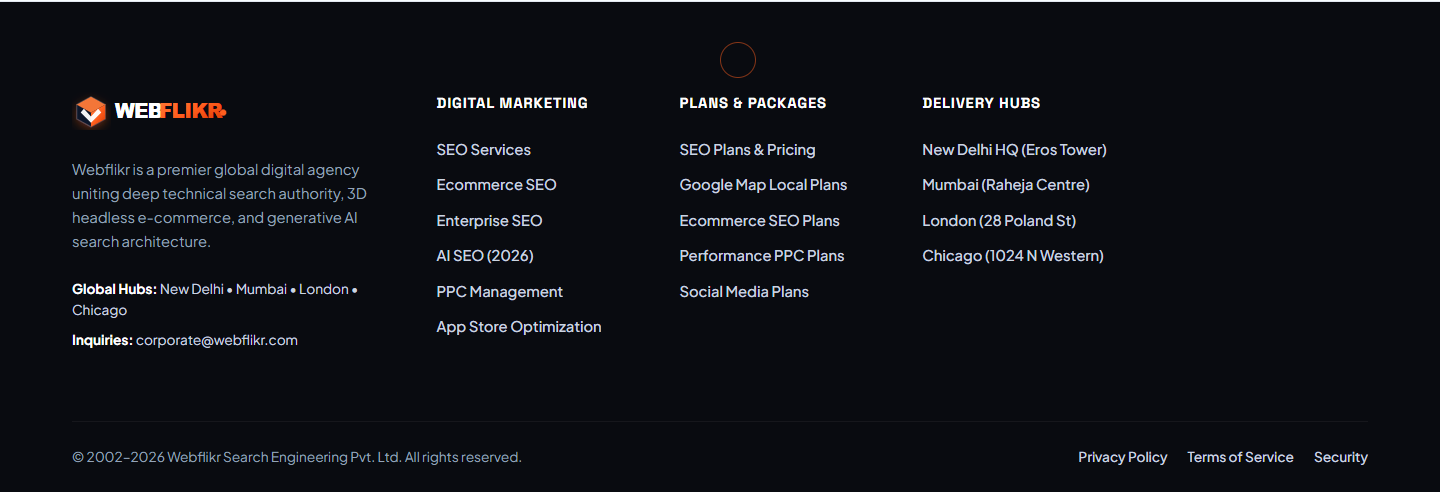 WEBFLIKR
Webflikr is a premier global digital agency
uniting deep technical search authority, 3D
headless e-commerce, and generative AI
search architecture.
Global Hubs: New Delhi • Mumbai • London •
Chicago
Inquiries: corporate@webflikr.com
DIGITAL MARKETING
SEO Services
Ecommerce SEO
Enterprise SEO
AI SEO (2026)
PPC Management
App Store Optimization
PLANS & PACKAGES
SEO Plans & Pricing
Google Map Local Plans
Ecommerce SEO Plans
Performance PPC Plans
Social Media Plans
DELIVERY HUBS
New Delhi HQ (Eros Tower)
Mumbai (Raheja Centre)
London (28 Poland St)
Chicago (1024 N Western)
© 2002–2026 Webflikr Search Engineering Pvt. Ltd. All rights reserved.
Privacy Policy Terms of Service Security